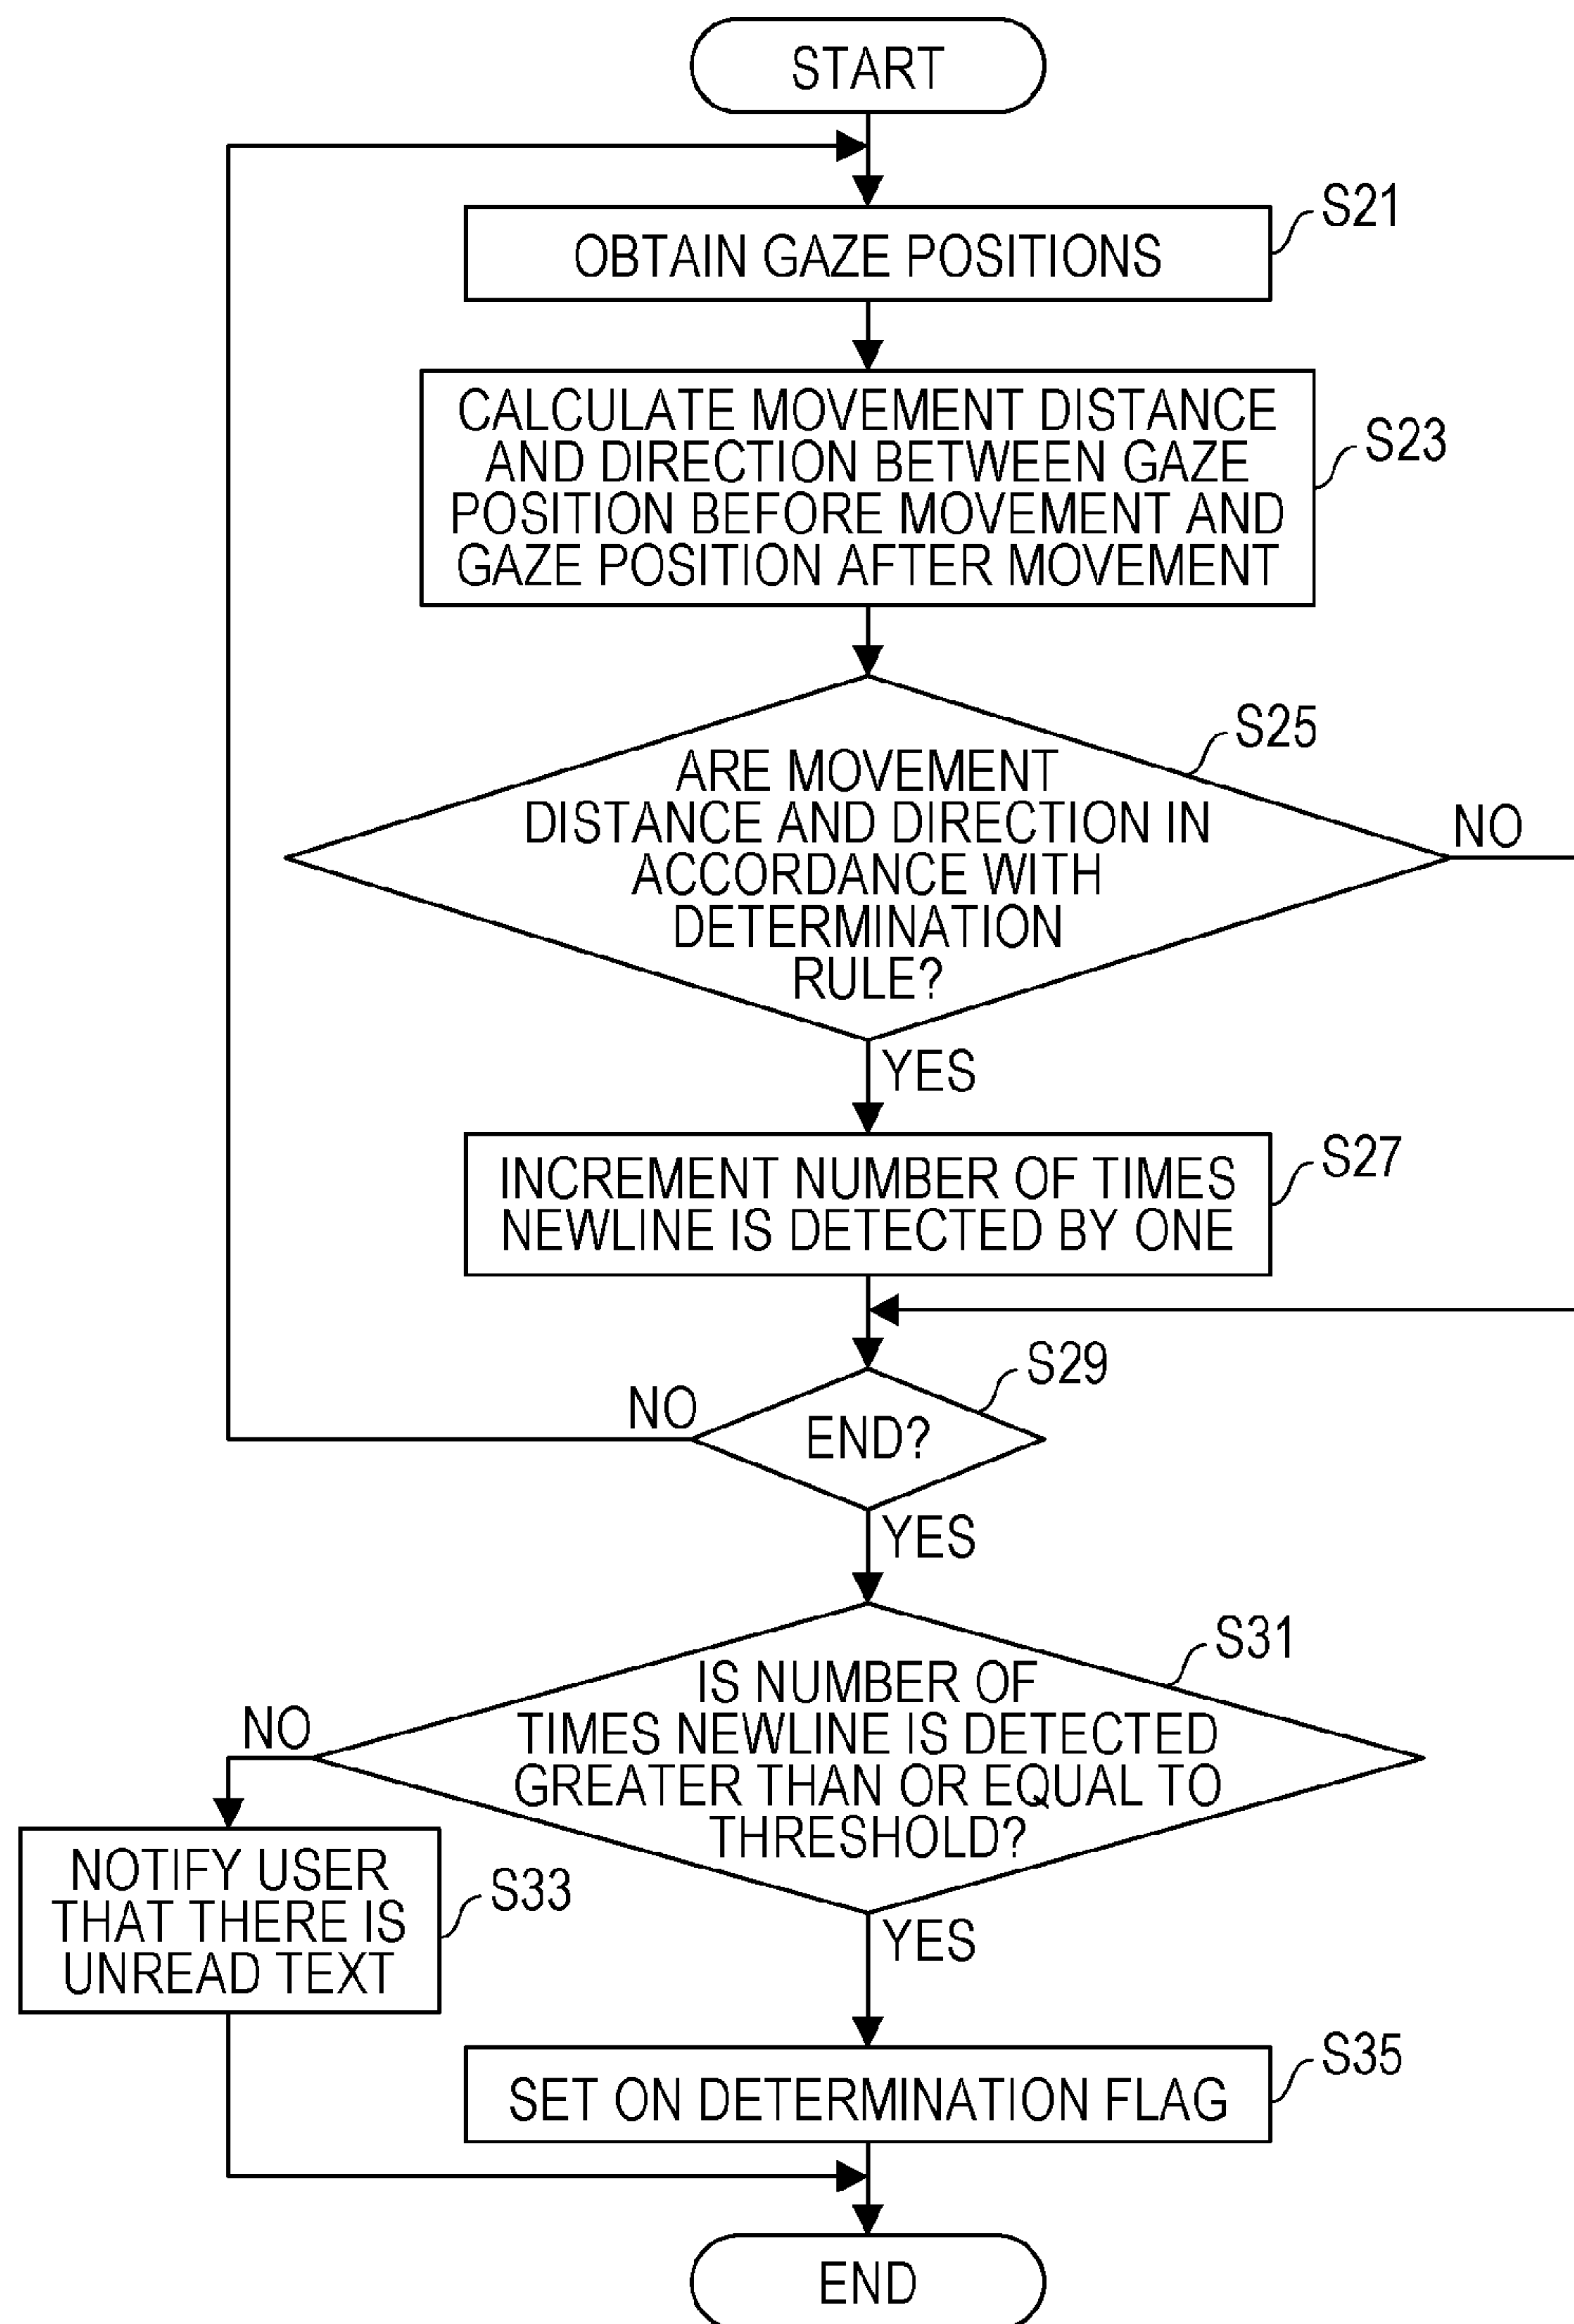 START
S21
OBTAIN GAZE POSITIONS
CALCULATE MOVEMENT DISTANCE
AND DIRECTION BETWEEN GAZE
POSITION BEFORE MOVEMENT AND
GAZE POSITION AFTER MOVEMENT
S23
S25
ARE MOVEMENT
DISTANCE AND DIRECTION IN
ACCORDANCE WITH
DETERMINATION
RULE?
NO
YES
S27
INCREMENT NUMBER OF TIMES
NEWLINE IS DETECTED BY ONE
S29
NO
END?
YES
S31
IS NUMBER OF
TIMES NEWLINE IS DETECTED
GREATER THAN OR EQUAL TO
THRESHOLD?
NO
NOTIFY USER
THAT THERE IS
UNREAD TEXT
S33
YES
S35
SET ON DETERMINATION FLAG
END